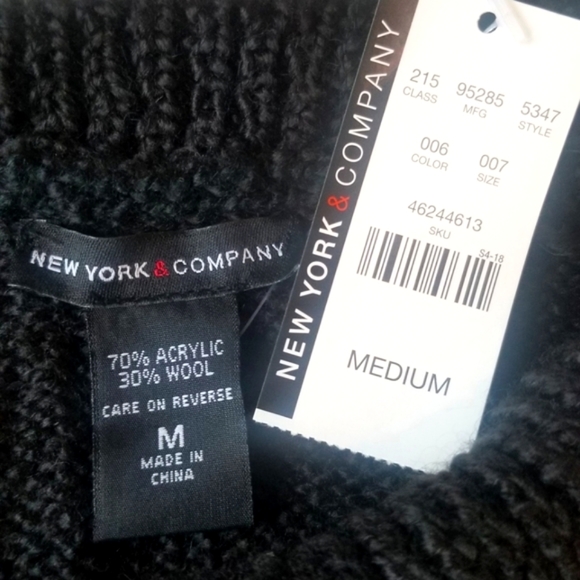 NEW YORK & COMPANY
70% ACRYLIC
30% WOOL
CARE ON REVERSE
M
MADE IN
CHINA
NEW YORK & COMPANY
215 95285 5347
CLASS MFG STYLE
006 007
COLOR SIZE
46244613
SKU
S4-18
MEDIUM